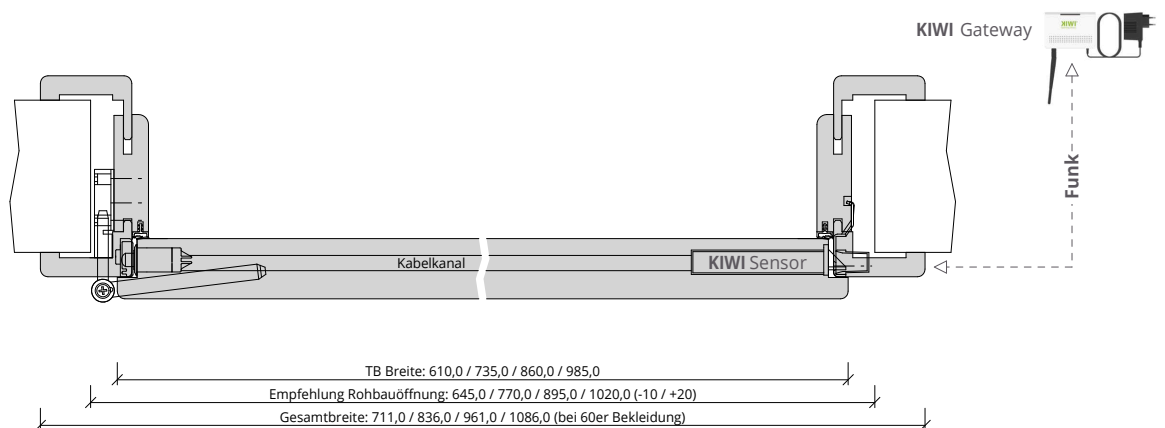 KIWI Gateway
KIWI
Funk
Kabelkanal
KIWI Sensor
TB Breite: 610,0 / 735,0 / 860,0 / 985,0
Empfehlung Rohbauöffnung: 645,0 / 770,0 / 895,0 / 1020,0 (-10 / +20)
Gesamtbreite: 711,0 / 836,0 / 961,0 / 1086,0 (bei 60er Bekleidung)